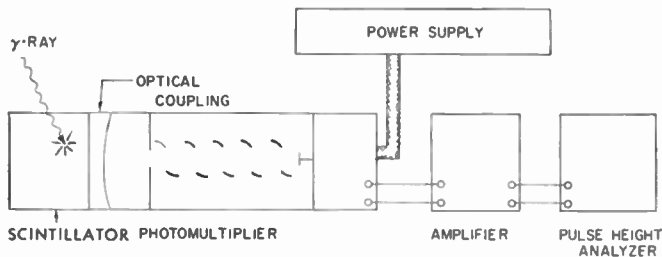 POWER SUPPLY
γ-RAY
OPTICAL
COUPLING
SCINTILLATOR
PHOTOMULTIPLIER
AMPLIFIER
PULSE HEIGHT
ANALYZER